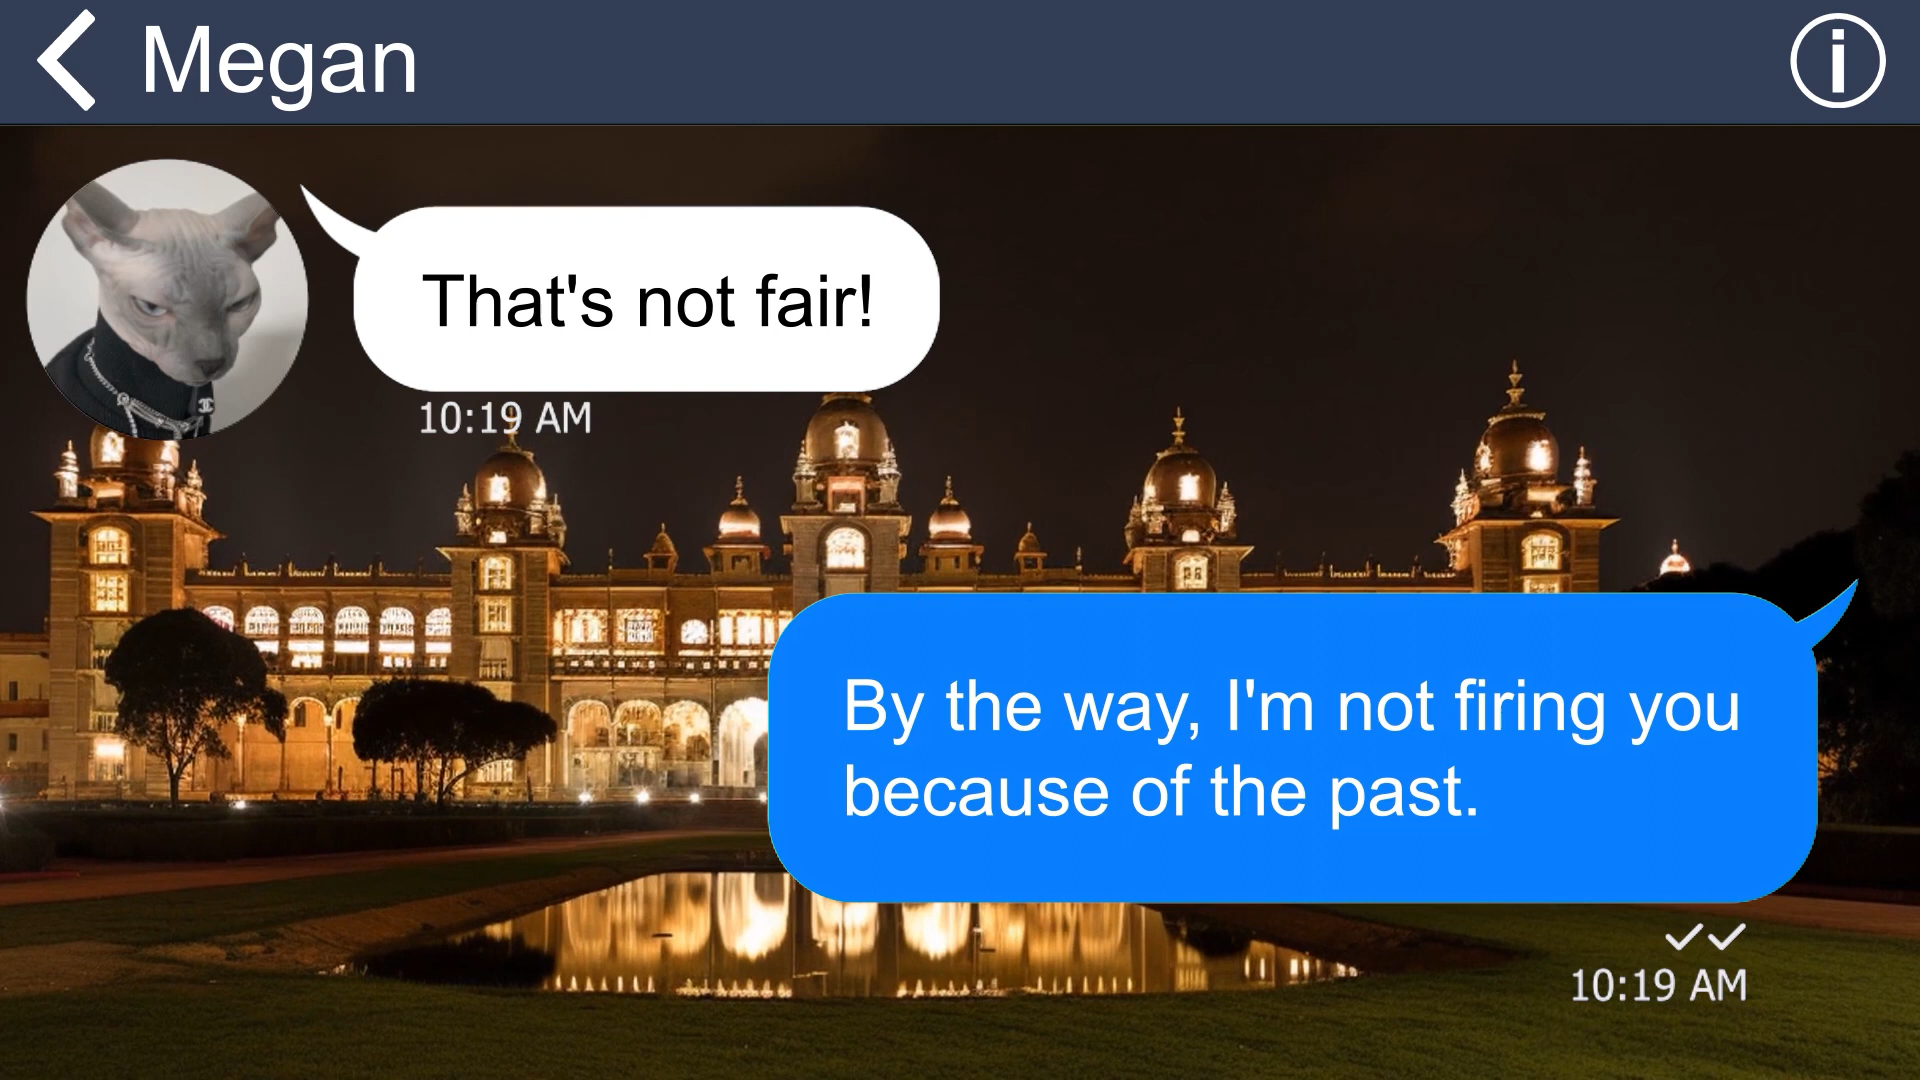 Megan
That's not fair!
10:19 AM
By the way, I'm not firing you
because of the past.
10:19 AM